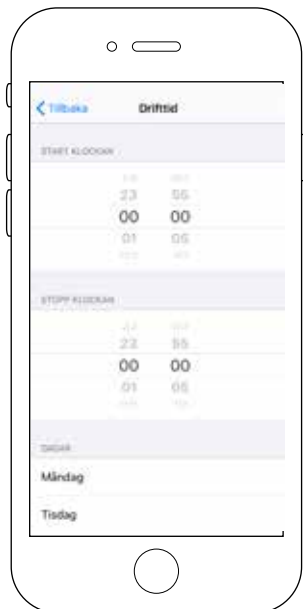 Tillbaka Drifttid
START KLOCKAN
23 55
00 00
01 05
STOPP KLOCKAN
23 55
00 00
01 05
DAGAR
Måndag
Tisdag